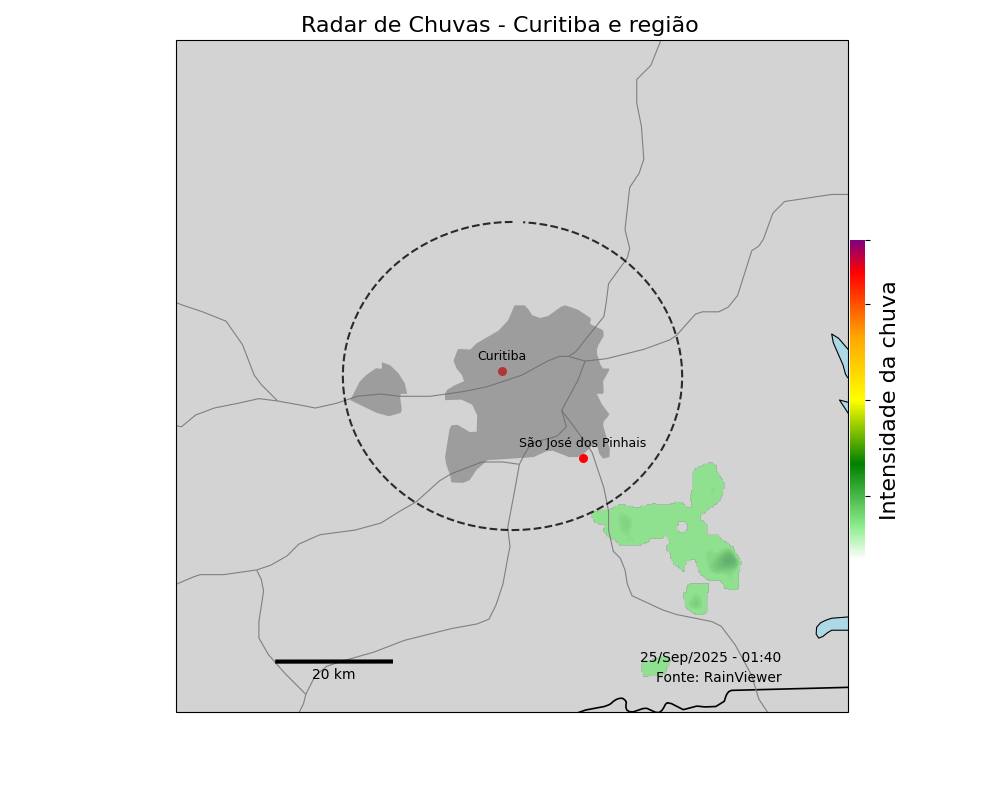 Radar de Chuvas - Curitiba e região
Curitiba
São José dos Pinhais
Intensidade da chuva
25/Sep/2025 - 01:40
Fonte: RainViewer
20 km